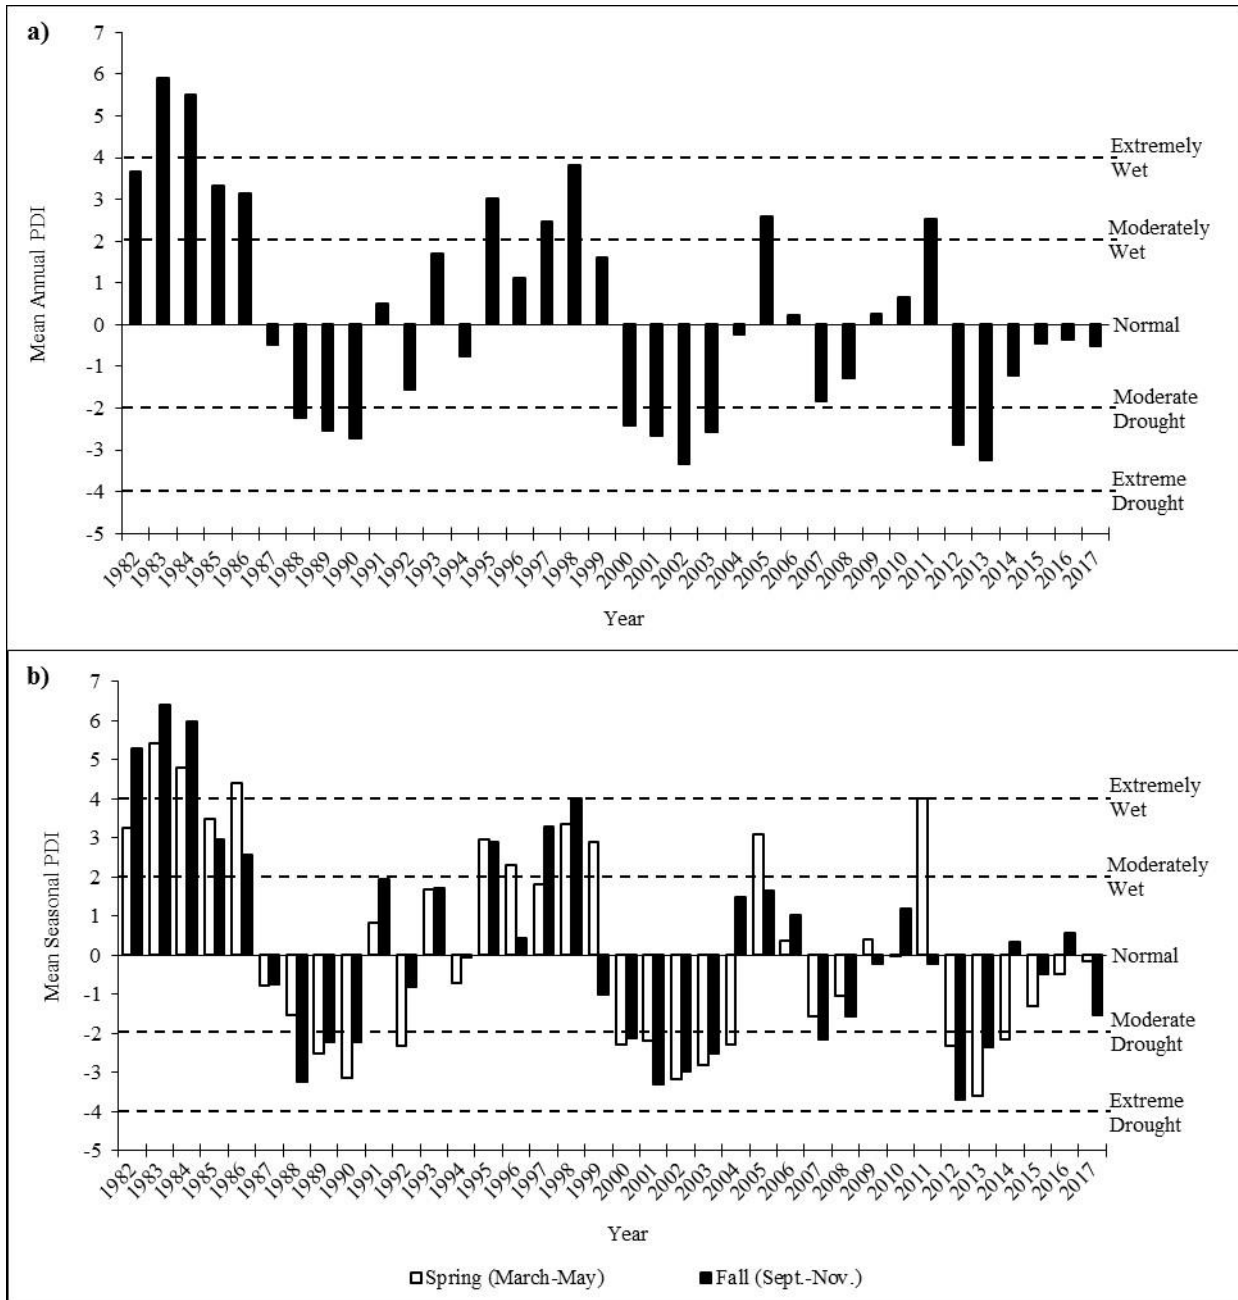 a)
7
6
5
4
3
2
1
0
-1
-2
-3
-4
-5
Mean Annual PDI
Extremely
Wet
Moderately
Wet
Normal
Moderate
Drought
Extreme
Drought
1982 1983 1984 1985 1986 1987 1988 1989 1990 1991 1992 1993 1994 1995 1996 1997 1998 1999 2000 2001 2002 2003 2004 2005 2006 2007 2008 2009 2010 2011 2012 2013 2014 2015 2016 2017
Year
b)
7
6
5
4
3
2
1
0
-1
-2
-3
-4
-5
Mean Seasonal PDI
Extremely
Wet
Moderately
Wet
Normal
Moderate
Drought
Extreme
Drought
1982 1983 1984 1985 1986 1987 1988 1989 1990 1991 1992 1993 1994 1995 1996 1997 1998 1999 2000 2001 2002 2003 2004 2005 2006 2007 2008 2009 2010 2011 2012 2013 2014 2015 2016 2017
Year
Spring (March-May) Fall (Sept.-Nov.)